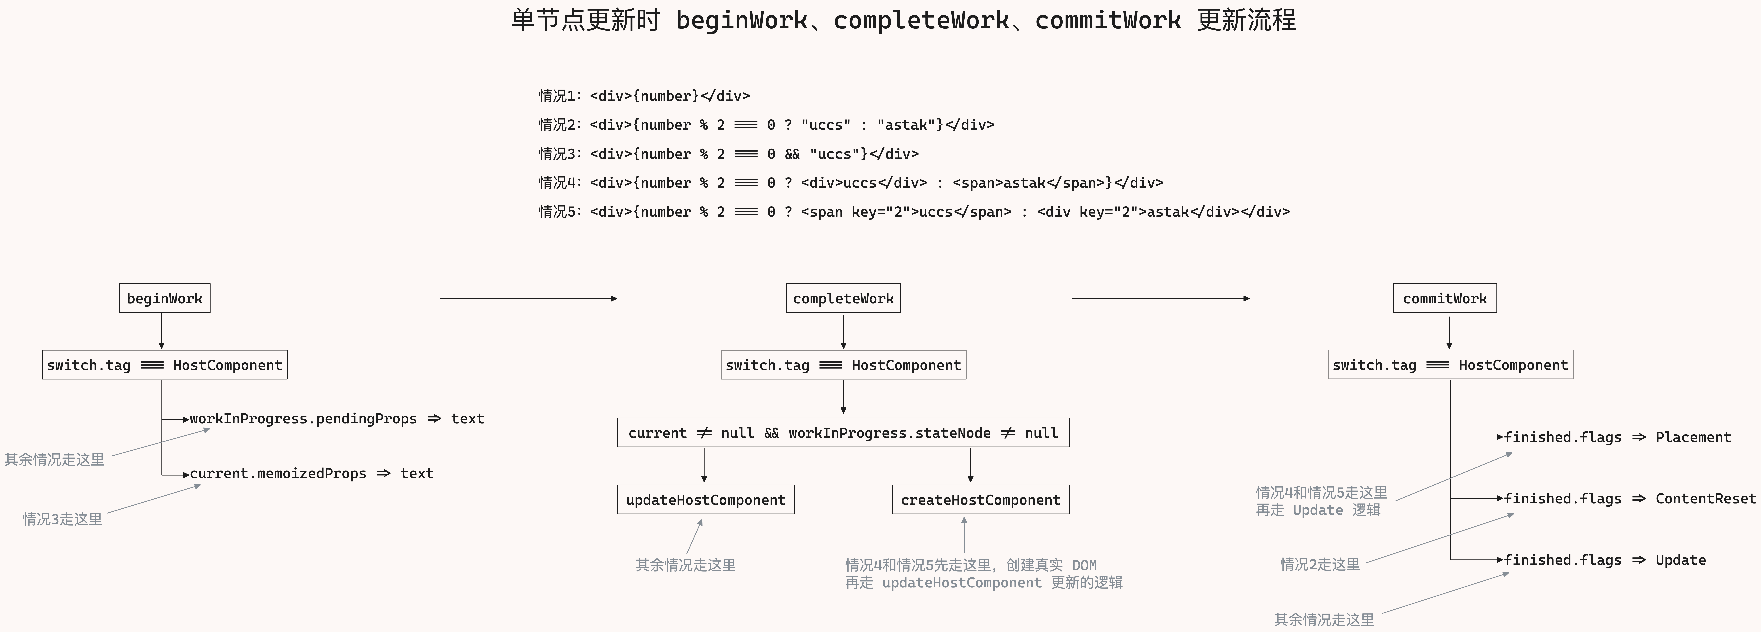 单节点更新时 beginWork、completeWork、commitWork 更新流程
情况1: <div>{number}</div>
情况2: <div>{number % 2 === 0 ? "uccs" : "astak"}</div>
情况3: <div>{number % 2 === 0 && "uccs"}</div>
情况4: <div>{number % 2 === 0 ? <div>uccs</div> : <span>astak</span>}</div>
情况5: <div>{number % 2 === 0 ? <span key="2">uccs</span> : <div key="2">astak</div></div>
beginWork
switch.tag === HostComponent
workInProgress.pendingProps => text
其余情况走这里
current.memoizedProps => text
情况3走这里
completeWork
switch.tag === HostComponent
current != null && workInProgress.stateNode != null
updateHostComponent
其余情况走这里
createHostComponent
情况4和情况5先走这里, 创建真实 DOM
再走 updateHostComponent 更新的逻辑
commitWork
switch.tag === HostComponent
finished.flags => Placement
情况4和情况5走这里
再走 Update 逻辑
finished.flags => ContentReset
情况2走这里
finished.flags => Update
其余情况走这里